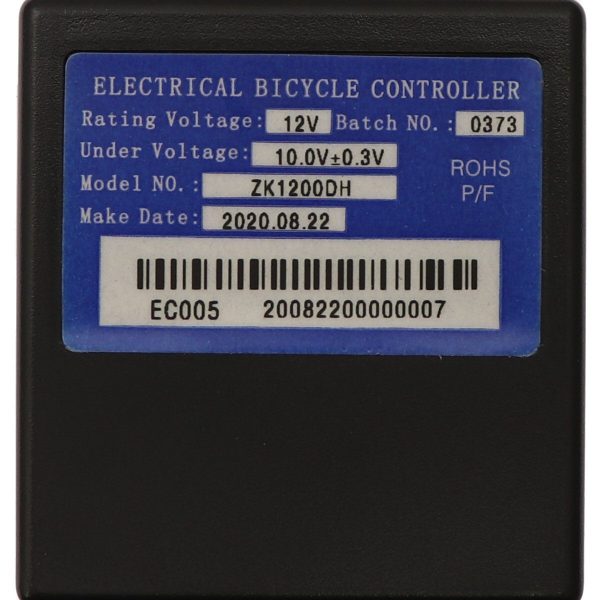 ELECTRICAL BICYCLE CONTROLLER
Rating Voltage: 12V Batch NO.: 0373
Under Voltage: 10.0V±0.3V
Model NO.: ZK1200DH
ROHS
P/F
Make Date: 2020.08.22
EC005 20082200000007